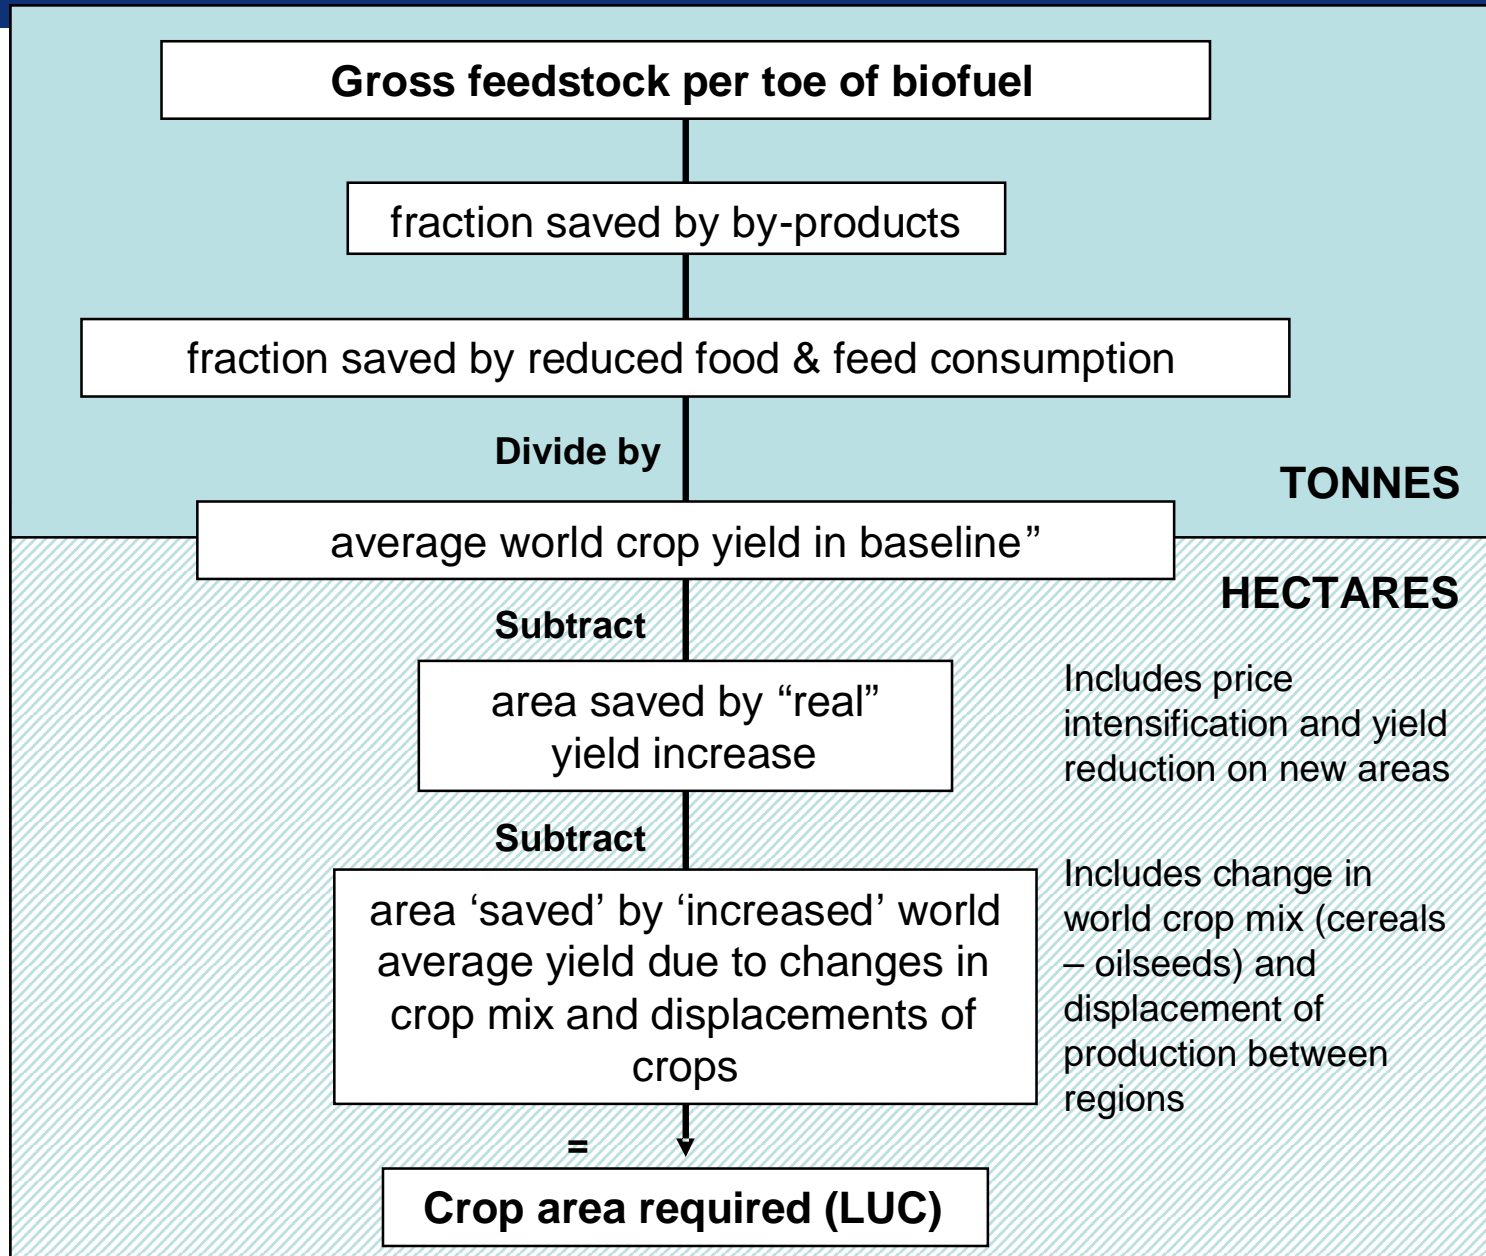 Gross feedstock per toe of biofuel
fraction saved by by-products
fraction saved by reduced food & feed consumption
Divide by
TONNES
average world crop yield in baseline”
HECTARES
Subtract
area saved by “real”
yield increase
Includes price
intensification and yield
reduction on new areas
Subtract
area ‘saved’ by ‘increased’ world
average yield due to changes in
crop mix and displacements of
crops
Includes change in
world crop mix (cereals
– oilseeds) and
displacement of
production between
regions
=
Crop area required (LUC)